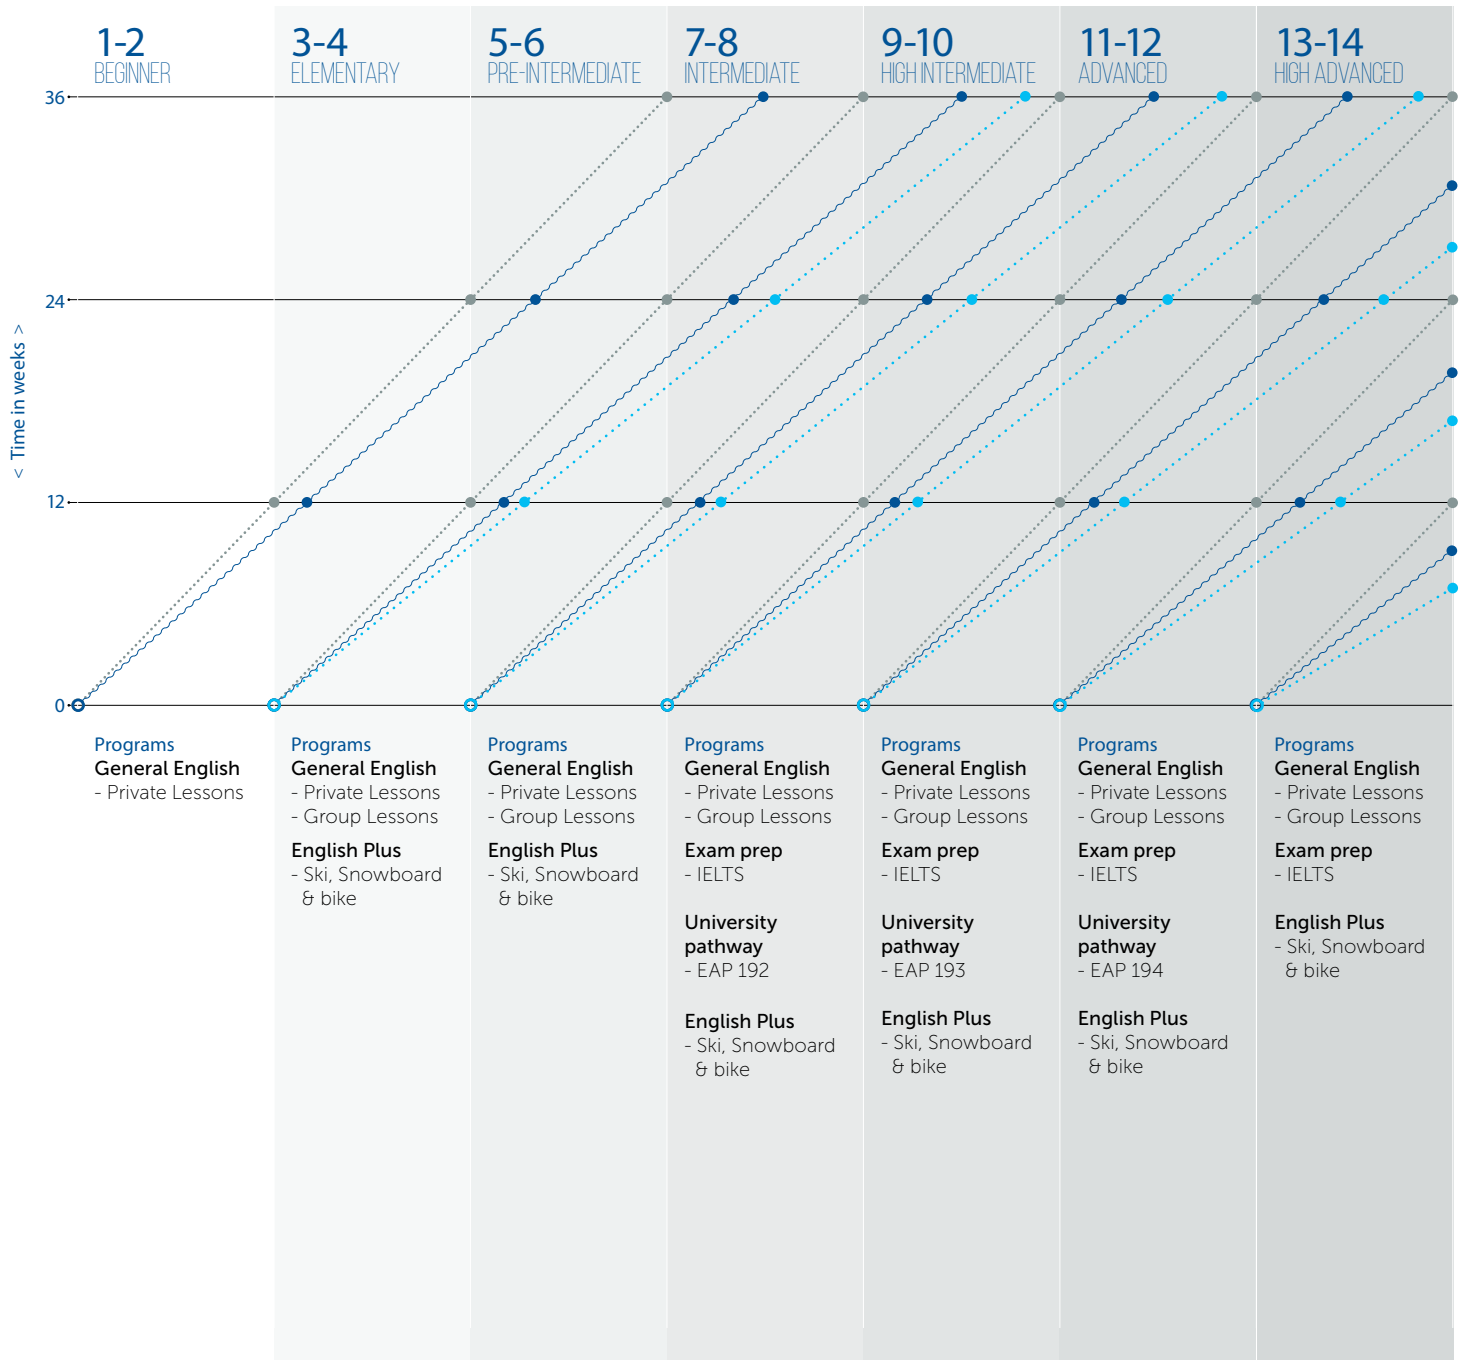 1-2
BEGINNER
3-4
ELEMENTARY
5-6
PRE-INTERMEDIATE
7-8
INTERMEDIATE
9-10
HIGH INTERMEDIATE
11-12
ADVANCED
13-14
HIGH ADVANCED
36
24
12
0
< Time in weeks >
Programs
General English
- Private Lessons
Programs
General English
- Private Lessons
- Group Lessons
English Plus
- Ski, Snowboard
& bike
Programs
General English
- Private Lessons
- Group Lessons
English Plus
- Ski, Snowboard
& bike
Programs
General English
- Private Lessons
- Group Lessons
Exam prep
- IELTS
University
pathway
- EAP 192
English Plus
- Ski, Snowboard
& bike
Programs
General English
- Private Lessons
- Group Lessons
Exam prep
- IELTS
University
pathway
- EAP 193
English Plus
- Ski, Snowboard
& bike
Programs
General English
- Private Lessons
- Group Lessons
Exam prep
- IELTS
University
pathway
- EAP 194
English Plus
- Ski, Snowboard
& bike
Programs
General English
- Private Lessons
- Group Lessons
Exam prep
- IELTS
English Plus
- Ski, Snowboard
& bike